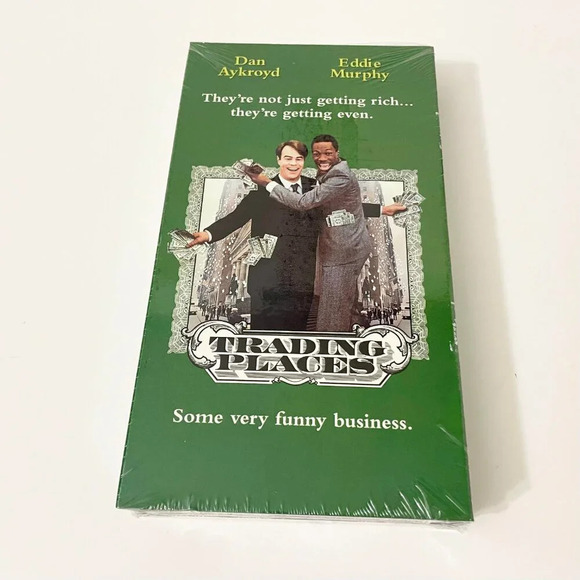 Dan Aykroyd
Eddie Murphy
They're not just getting rich...
they're getting even.
TRADING
PLACES
Some very funny business.